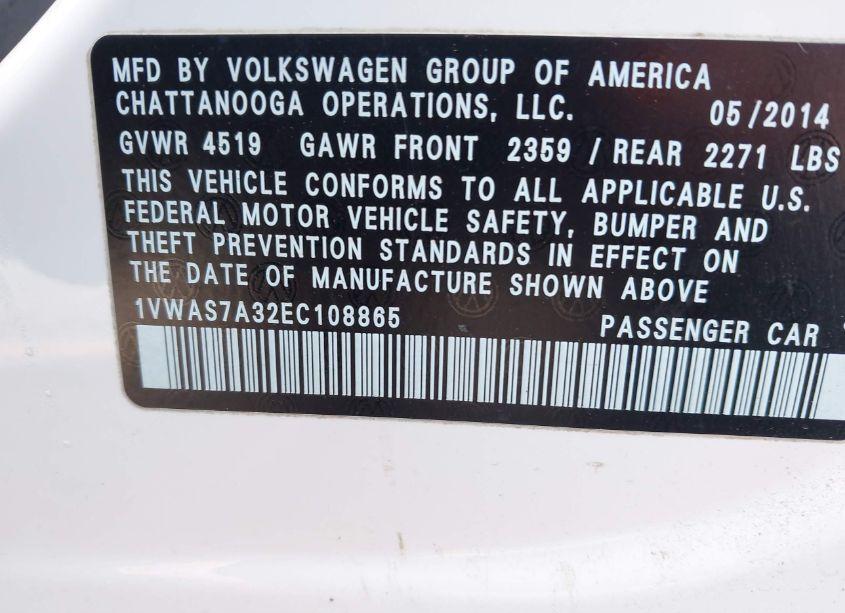 MFD BY VOLKSWAGEN GROUP OF AMERICA
CHATTANOOGA OPERATIONS, LLC. 05/2014
GVWR 4519 GAWR FRONT 2359 / REAR 2271 LBS
THIS VEHICLE CONFORMS TO ALL APPLICABLE U.S.
FEDERAL MOTOR VEHICLE SAFETY, BUMPER AND
THEFT PREVENTION STANDARDS IN EFFECT ON
THE DATE OF MANUFACTURE SHOWN ABOVE
1VWAS7A32EC108865 PASSENGER CAR